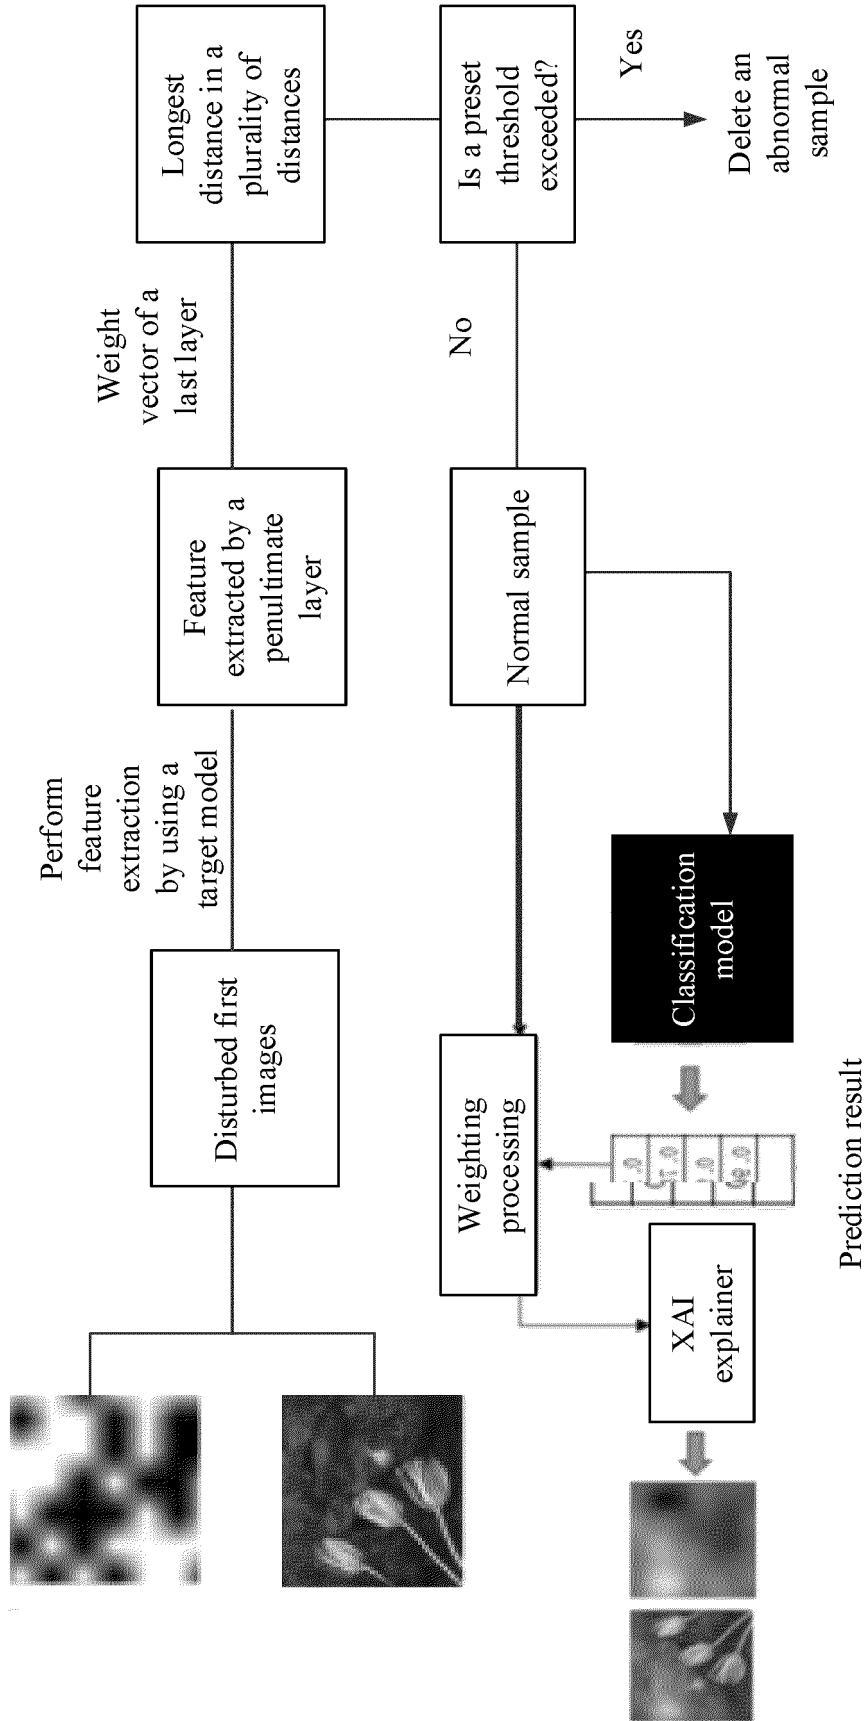 Perform
feature
extraction
by using a
target model
Weight
vector of a
last layer
Disturbed first
images
Feature
extracted by a
penultimate
layer
Longest
distance in a
plurality of
distances
Is a preset
threshold
exceeded?
Yes
Delete an
abnormal
sample
No
Normal sample
Classification
model
Weighting
processing
Prediction result
XAI
explainer